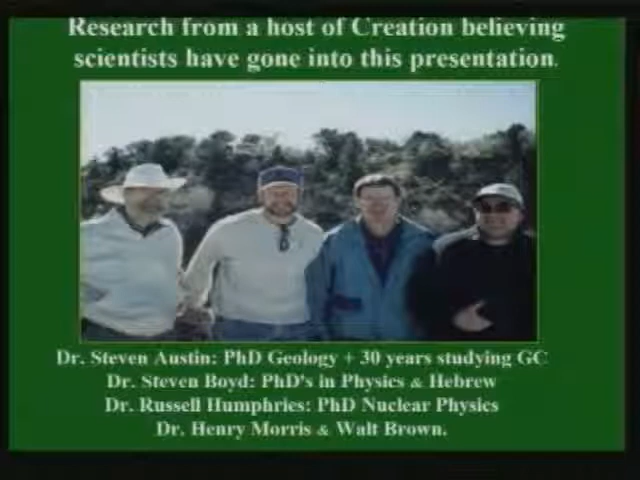 Research from a host of Creation believing
scientists have gone into this presentation.
Dr. Steven Austin: PhD Geology + 30 years studying GC
Dr. Steven Boyd: PhD's in Physics & Hebrew
Dr. Russell Humphries: PhD Nuclear Physics
Dr. Henry Morris & Walt Brown.